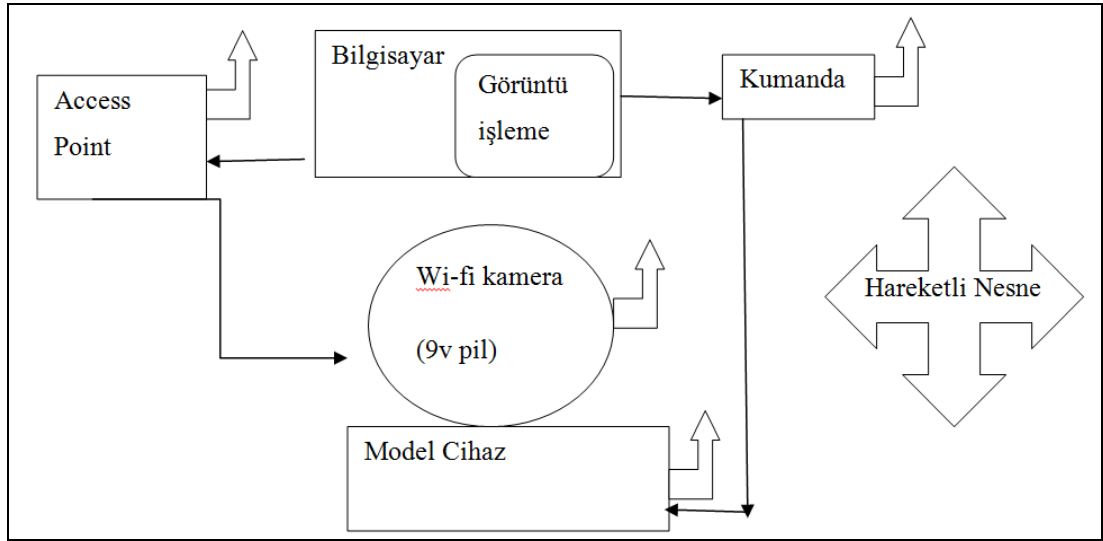 Access
Point
Bilgisayar
Görüntü
işleme
Kumanda
Wi-fi kamera
(9v pil)
Hareketli Nesne
Model Cihaz